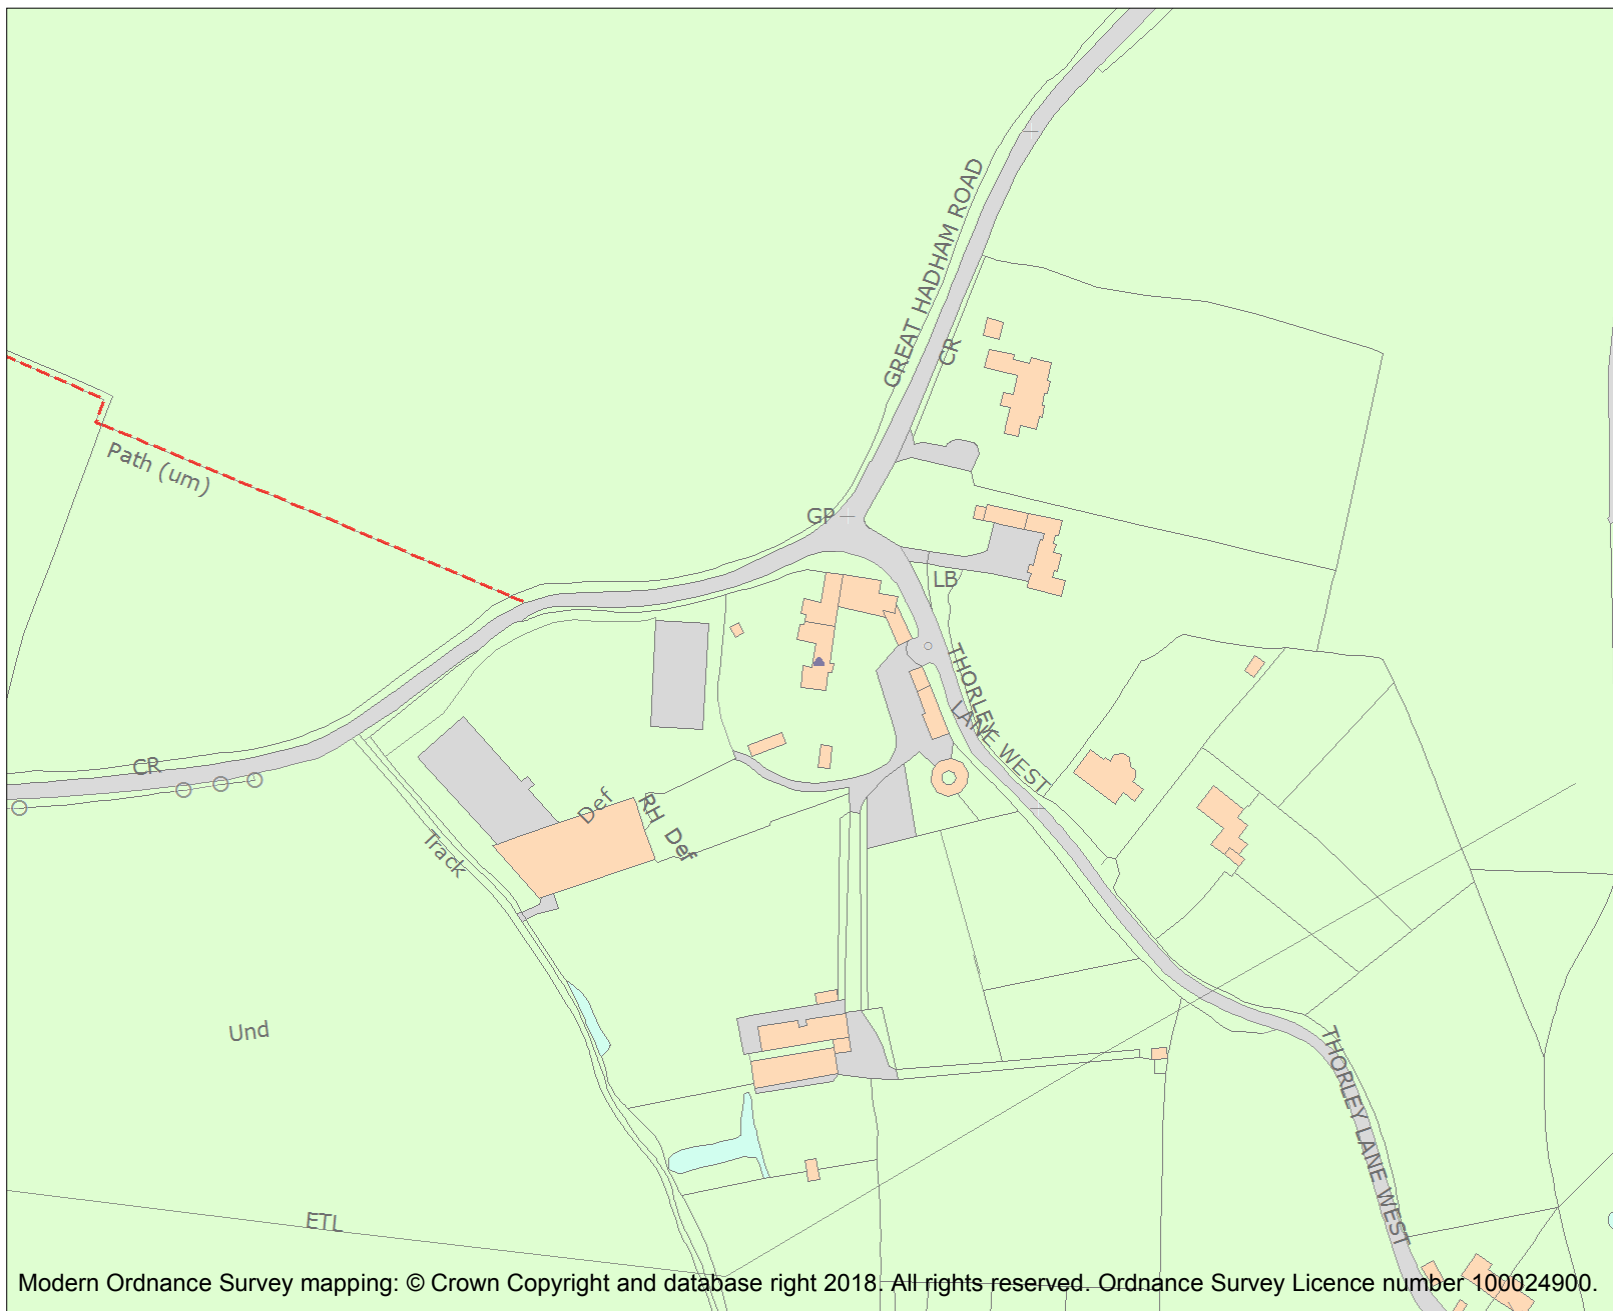 GREAT HADHAM ROAD
CR
Path (um)
GP
LB
THORLEY
LANE WEST
CR
Def
RH
Def
Track
Und
THORLEY LANE WEST
ETL
Modern Ordnance Survey mapping: © Crown Copyright and database right 2018. All rights reserved. Ordnance Survey Licence number 100024900.